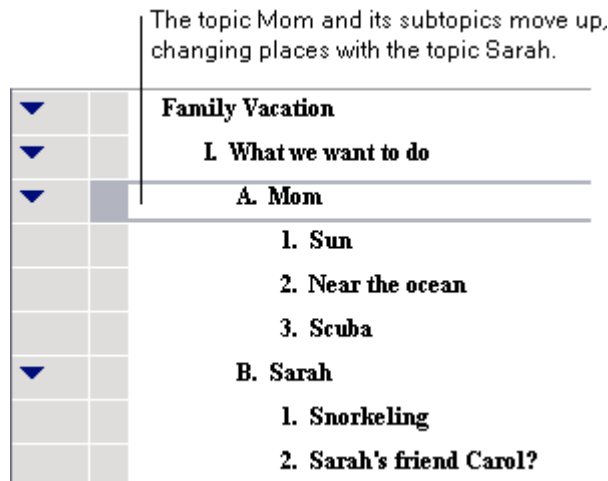 The topic Mom and its subtopics move up,
changing places with the topic Sarah.
Family Vacation
I. What we want to do
A. Mom
1. Sun
2. Near the ocean
3. Scuba
B. Sarah
1. Snorkeling
2. Sarah's friend Carol?